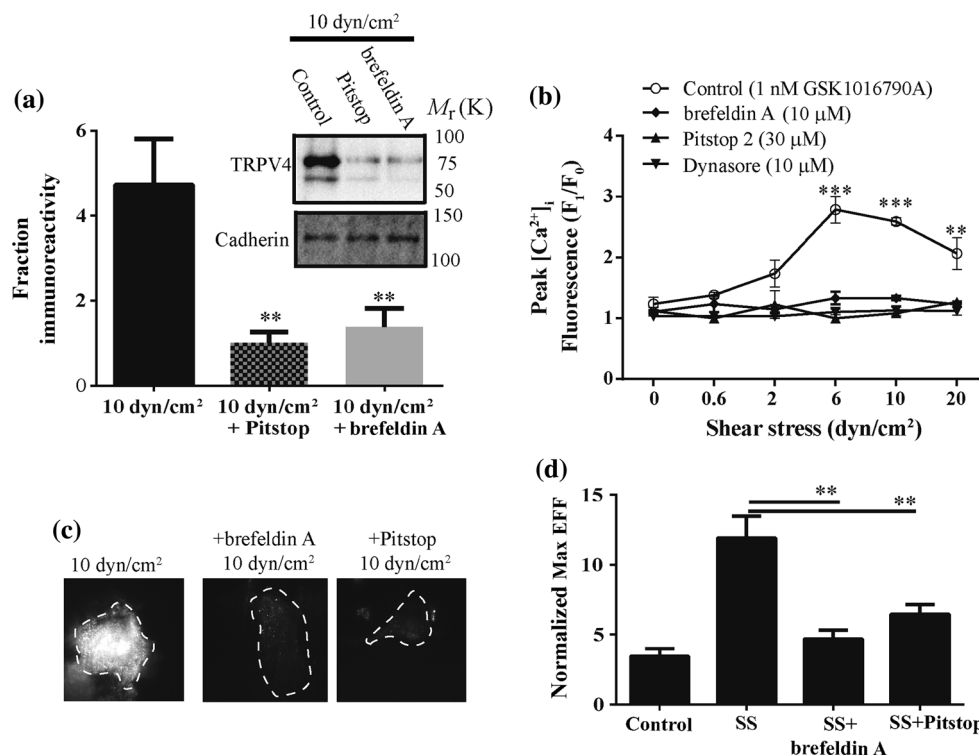 (a)
10 dyn/cm²
Control
Pitstop
brefeldin A
Mr (K)
TRPV4
100
75
50
Cadherin
150
100
Fraction
immunoreactivity
6
4
2
0
**
**
10 dyn/cm²
10 dyn/cm²
+ Pitstop
10 dyn/cm²
+ brefeldin A
(b)
Control (1 nM GSK1016790A)
brefeldin A (10 µM)
Pitstop 2 (30 µM)
Dynasore (10 µM)
Peak [Ca²⁺]i
Fluorescence (F₁/F₀)
4
3
2
1
0
***
***
**
0
0.6
2
6
10
20
Shear stress (dyn/cm²)
(c)
10 dyn/cm²
+brefeldin A
10 dyn/cm²
+Pitstop
10 dyn/cm²
(d)
Normalized Max EFF
15
10
5
0
**
**
Control
SS
SS+
brefeldin A
SS+Pitstop